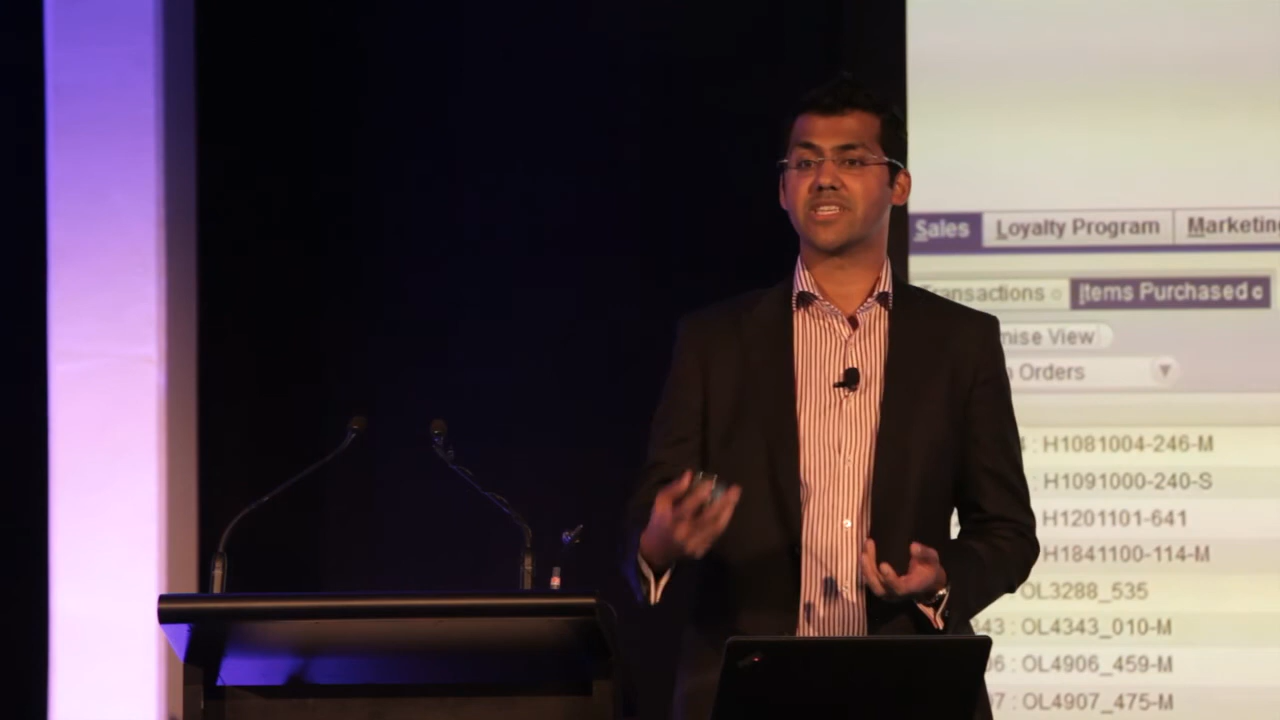 Sales Loyalty Program
Transactions Items Purchased
View
Orders
: H1081004-246-M
: H1091000-240-S
H1201101-641
H1841100-114-M
OL3288_535
: OL4343_010-M
: OL4906_459-M
: OL4907_475-M